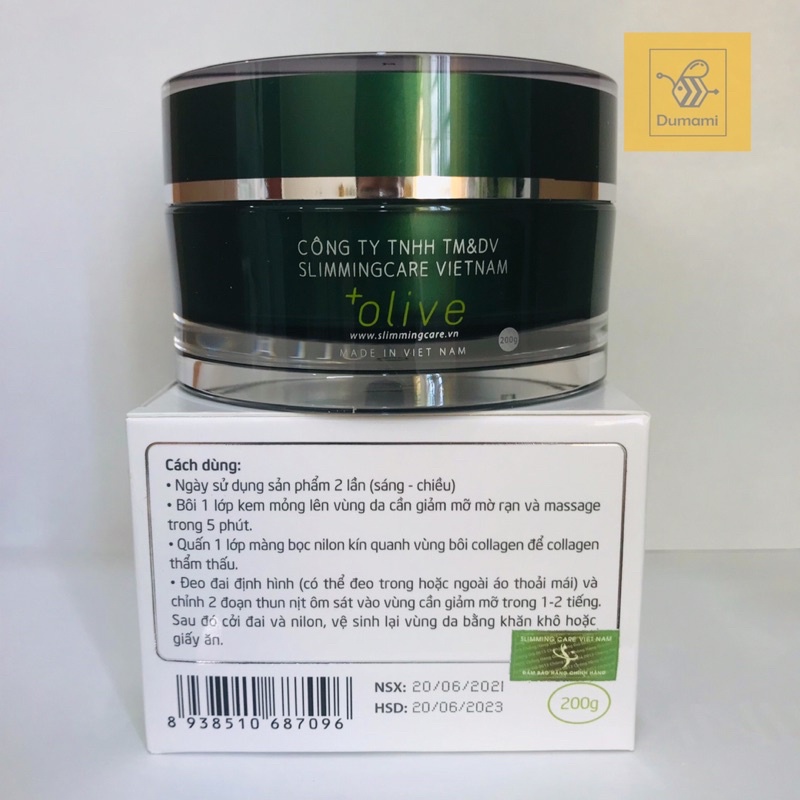 Dumami
CÔNG TY TNHH TM&DV
SLIMMINGCARE VIETNAM
+olive
www.slimmingcare.vn
200g
MADE IN VIET NAM
Cách dùng:
• Ngày sử dụng sản phẩm 2 lần (sáng - chiều)
• Bôi 1 lớp kem mỏng lên vùng da cần giảm mỡ mờ rạn và massage
trong 5 phút.
• Quấn 1 lớp màng bọc nilon kín quanh vùng bôi collagen để collagen
thẩm thấu.
• Đeo đai định hình (có thể đeo trong hoặc ngoài áo thoải mái) và
chỉnh 2 đoạn thun nịt ôm sát vào vùng cần giảm mỡ trong 1-2 tiếng.
Sau đó cởi đai và nilon, vệ sinh lại vùng da bằng khăn khô hoặc
giấy ăn.
SLIMMING CARE VIET NAM
ĐẢM BẢO HÀNG CHÍNH HÃNG
NSX: 20/06/2021
HSD: 20/06/2023
200g
8 938510 687096